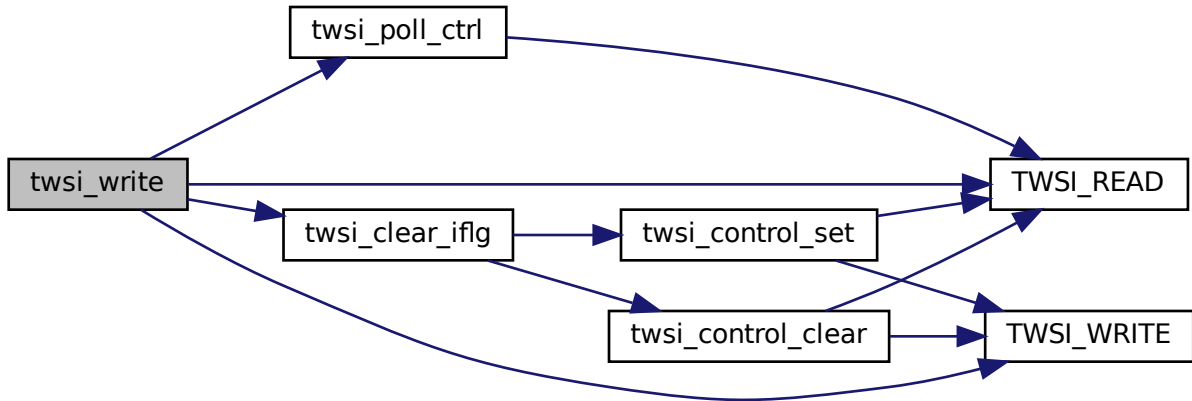 twsi_poll_ctrl
twsi_write
TWSI_READ
twsi_clear_iflg
twsi_control_set
twsi_control_clear
TWSI_WRITE